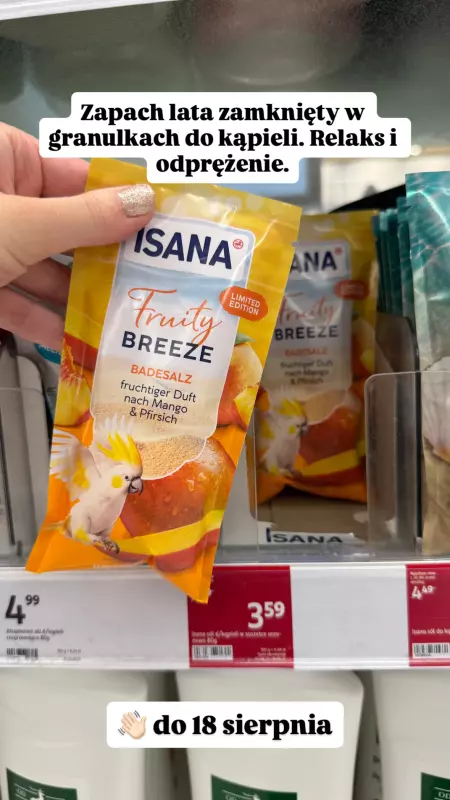 Zapach lata zamknięty w
granulkach do kąpieli. Relaks i
odprężenie.
ISANA
Fruity
BREEZE
LIMITED
EDITION
BADESALZ
fruchtiger Duft
nach Mango
& Pfirsich
ISANA
Fruity
BREEZE
BADESALZ
fruchtiger Duft
nach Mango
& Pfirsich
ISANA
4.99
3.59
4.49
👋🏻 do 18 sierpnia